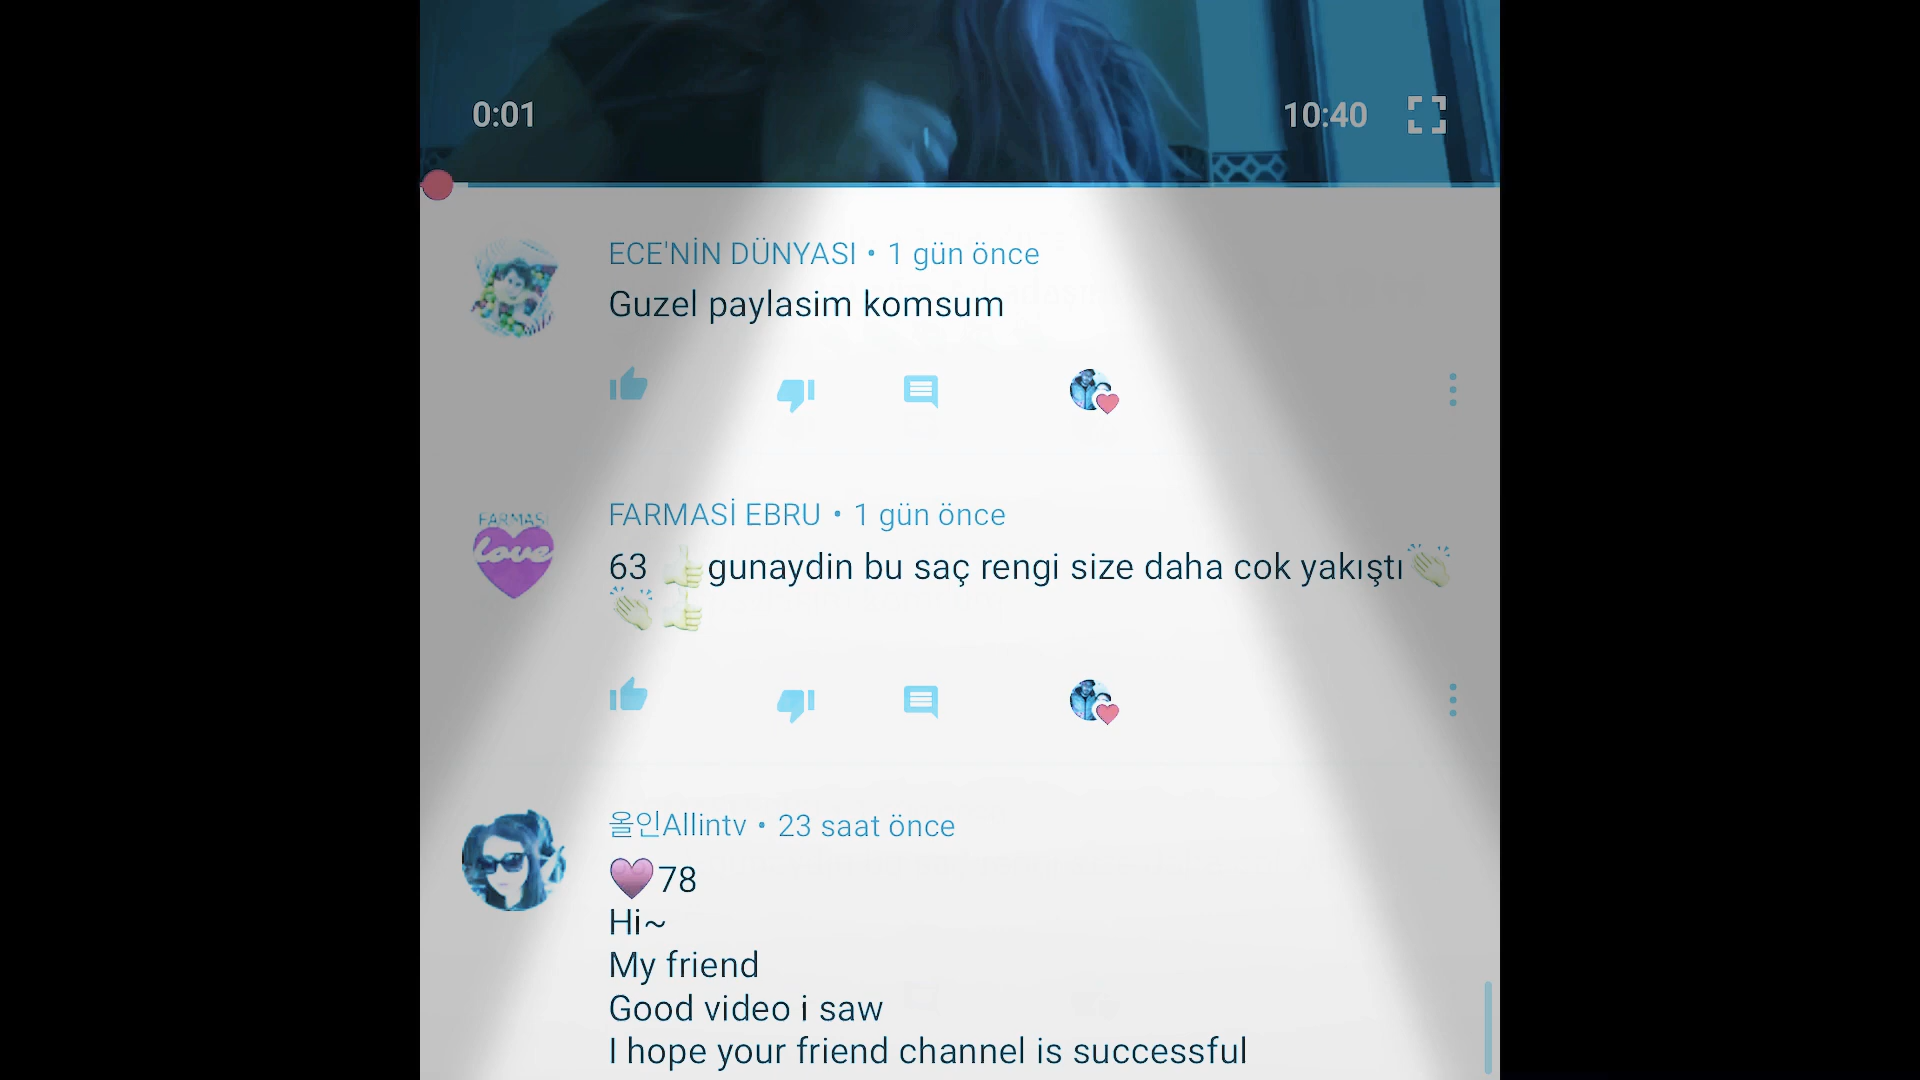 0:01
10:40
ECE'NİN DÜNYASI • 1 gün önce
Guzel paylasim komsum
FARMASİ
love
FARMASİ EBRU • 1 gün önce
63 👍gunaydin bu saç rengi size daha cok yakıştı👏
👏👍
올인Allintv • 23 saat önce
💗78
Hi~
My friend
Good video i saw
I hope your friend channel is successful